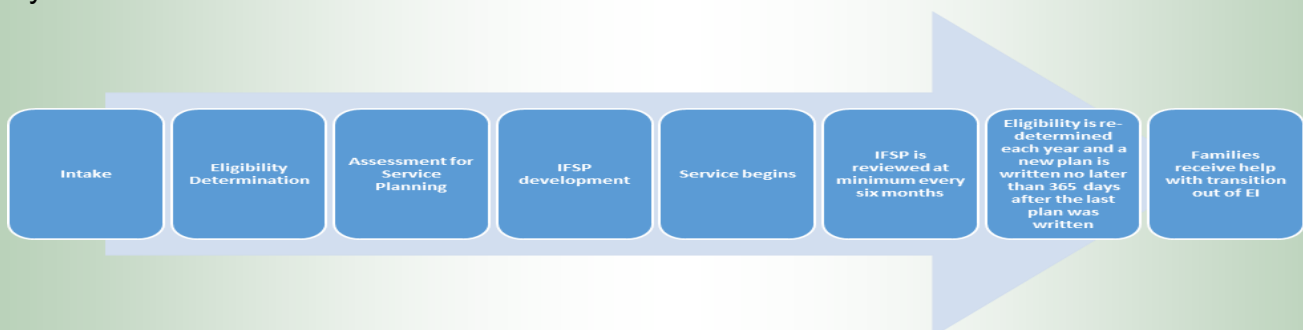 Intake
Eligibility
Determination
Assessment for
Service
Planning
IFSP
development
Service begins
IFSP is
reviewed at
minimum every
six months
Eligibility is re-
determined
each year and a
new plan is
written no later
than 365 days
after the last
plan was
written
Families
receive help
with transition
out of EI